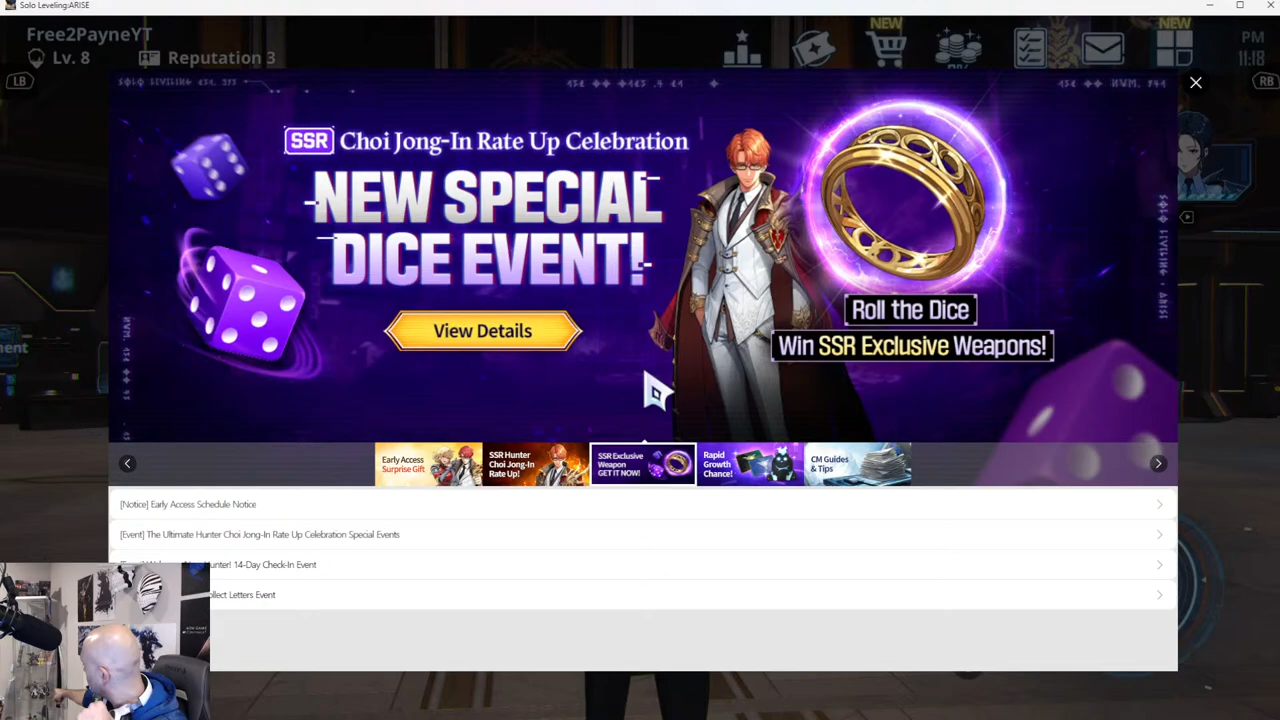 Solo Leveling:ARISE
Free2PayneYT
Lv. 8
Reputation 3
NEW
NEW
PM
11:18
LB
RB
SSR Choi Jong-In Rate Up Celebration
NEW SPECIAL
DICE EVENT!
View Details
Roll the Dice
Win SSR Exclusive Weapons!
Early Access
Surprise Gift
SSR Hunter
Choi Jong-In
Rate Up!
SSR Exclusive
Weapon
GET IT NOW!
Rapid
Growth
Chance!
CM Guides
& Tips
[Notice] Early Access Schedule Notice
[Event] The Ultimate Hunter Choi Jong-In Rate Up Celebration Special Events
Hunter! 14-Day Check-In Event
Letters Event